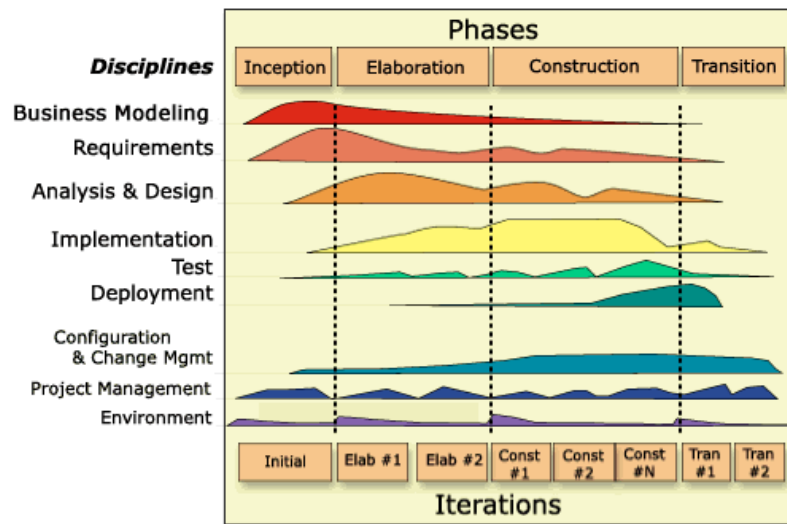 Phases
Disciplines
Inception
Elaboration
Construction
Transition
Business Modeling
Requirements
Analysis & Design
Implementation
Test
Deployment
Configuration
& Change Mgmt
Project Management
Environment
Initial
Elab #1
Elab #2
Const
#1
Const
#2
Const
#N
Tran
#1
Tran
#2
Iterations